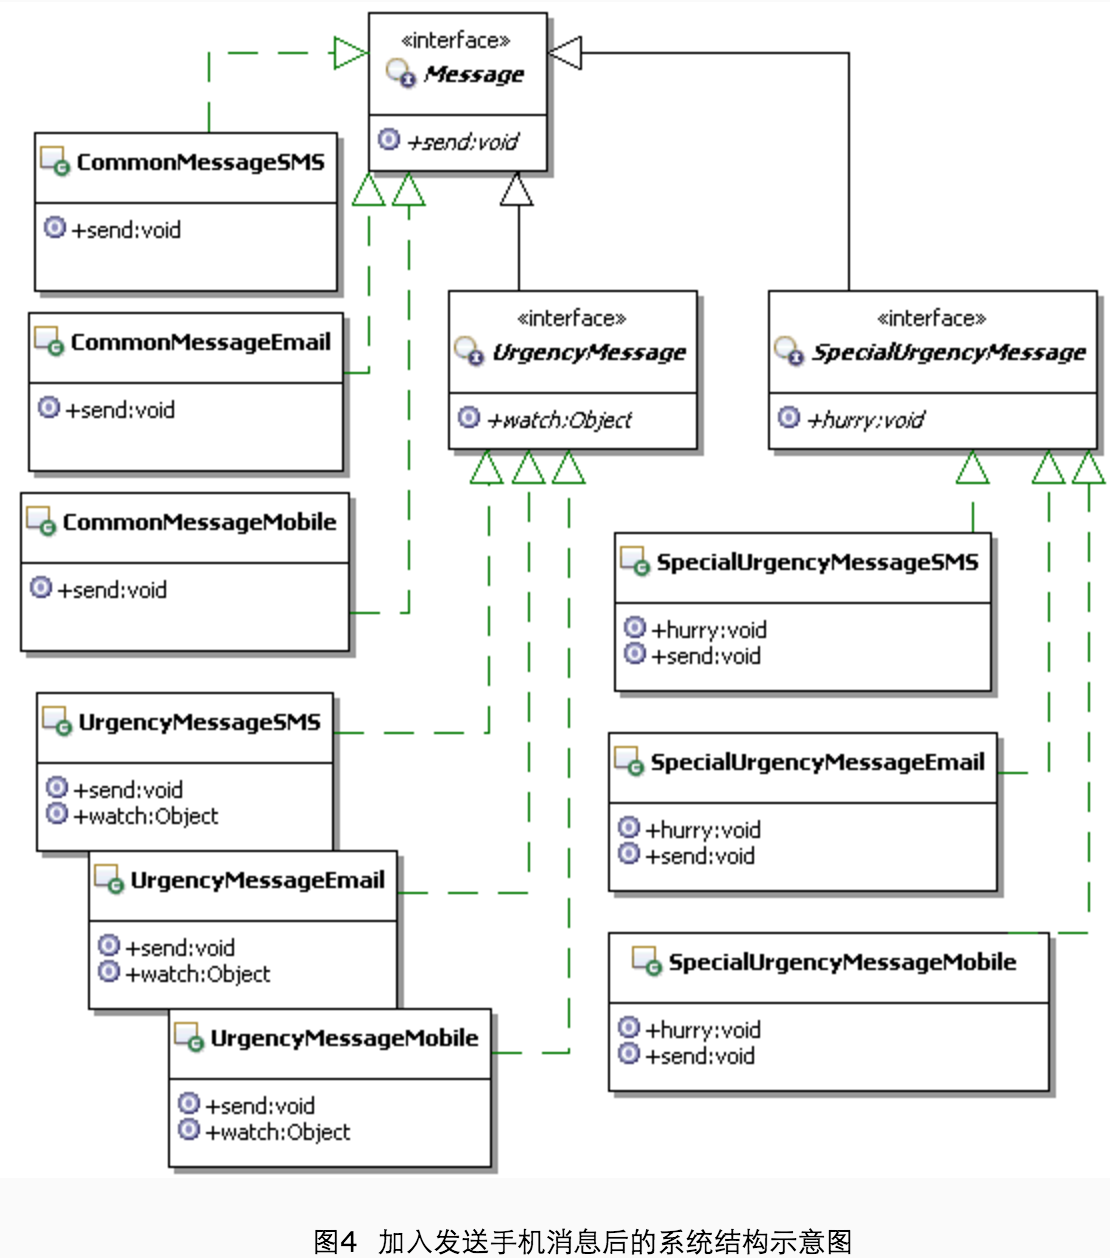 «interface»
Message
+send:void
CommonMessageSMS
+send:void
CommonMessageEmail
+send:void
CommonMessageMobile
+send:void
«interface»
UrgencyMessage
+watch:Object
«interface»
SpecialUrgencyMessage
+hurry:void
UrgencyMessageSMS
+send:void
+watch:Object
UrgencyMessageEmail
+send:void
+watch:Object
UrgencyMessageMobile
+send:void
+watch:Object
SpecialUrgencyMessageSMS
+hurry:void
+send:void
SpecialUrgencyMessageEmail
+hurry:void
+send:void
SpecialUrgencyMessageMobile
+hurry:void
+send:void
图4 加入发送手机消息后的系统结构示意图